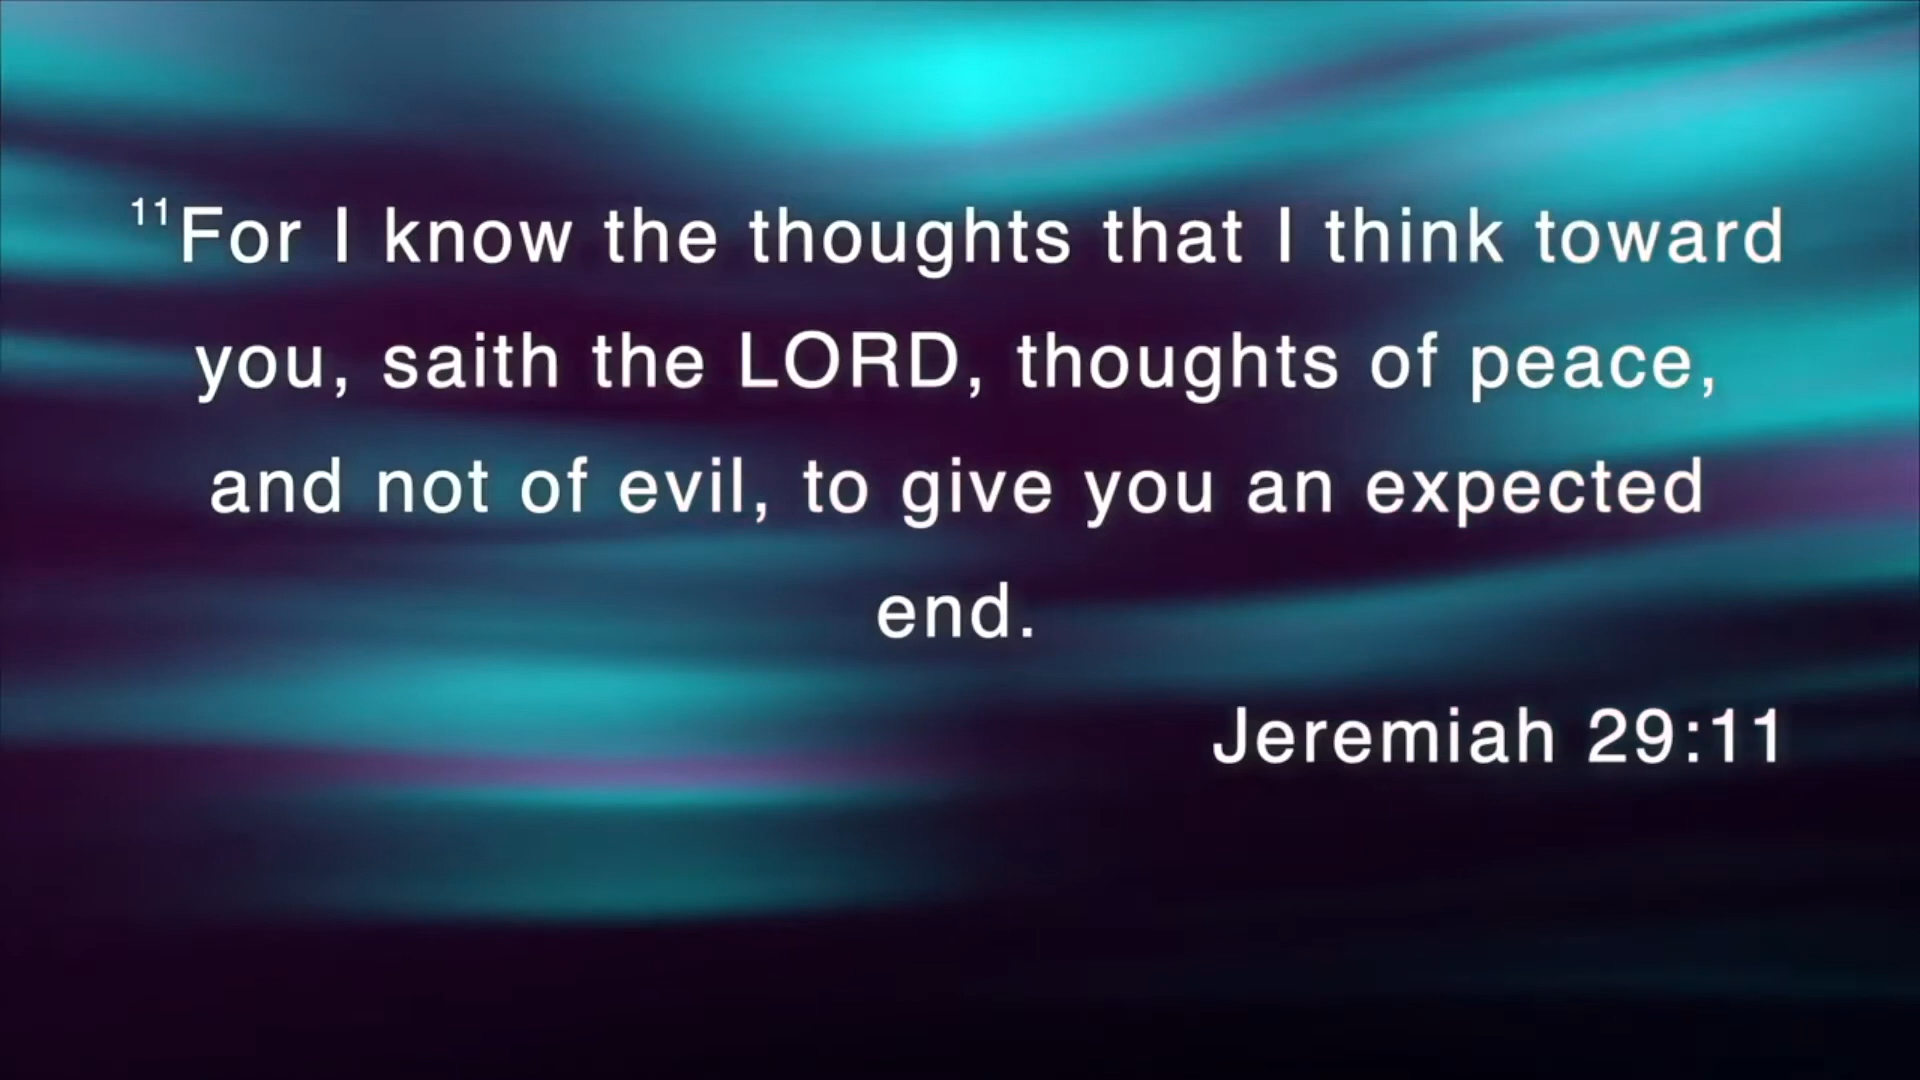 11For I know the thoughts that I think toward
you, saith the LORD, thoughts of peace,
and not of evil, to give you an expected
end.
Jeremiah 29:11